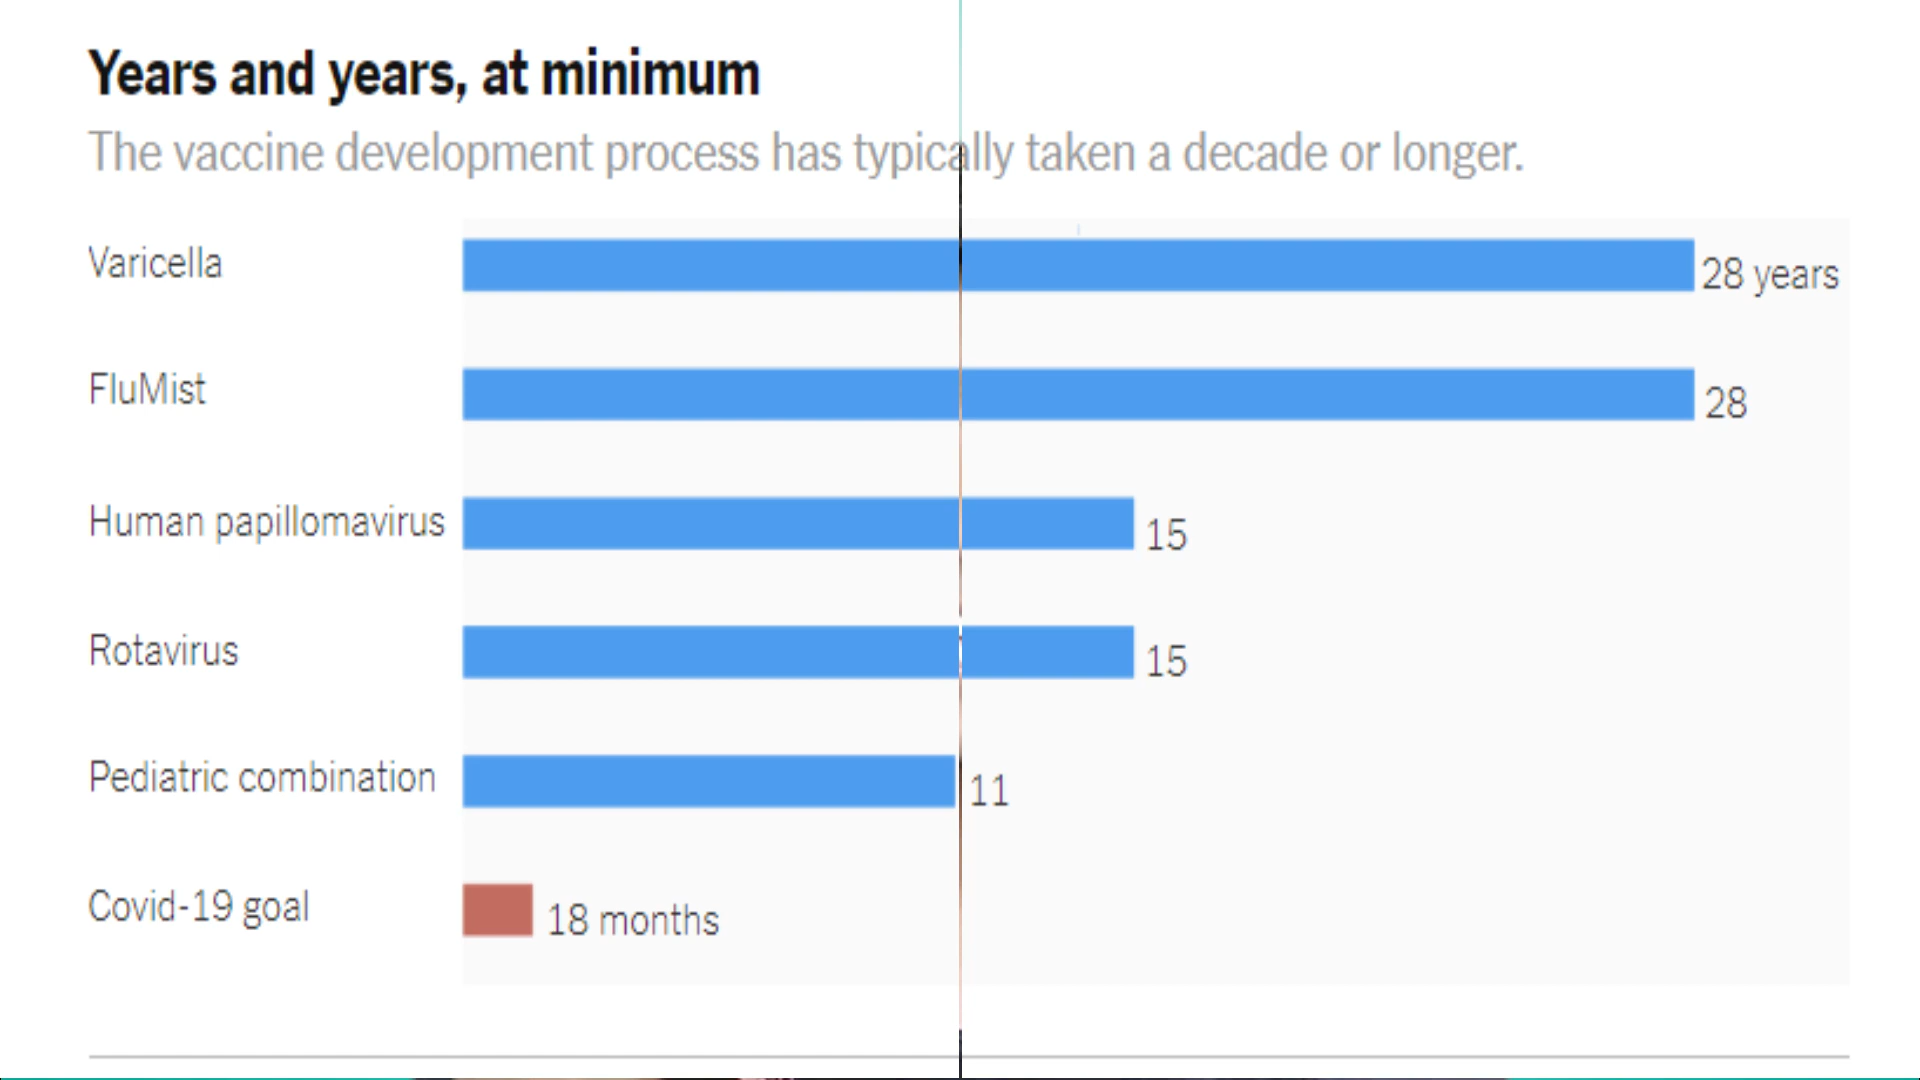 Years and years, at minimum
The vaccine development process has typically taken a decade or longer.
Varicella 28 years
FluMist 28
Human papillomavirus 15
Rotavirus 15
Pediatric combination 11
Covid-19 goal 18 months